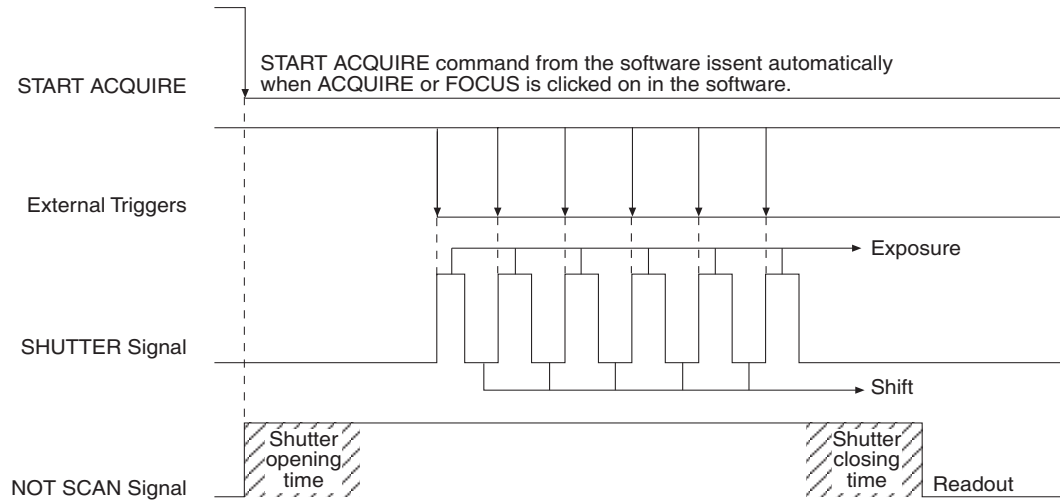 START ACQUIRE command from the software issent automatically
when ACQUIRE or FOCUS is clicked on in the software.
START ACQUIRE
External Triggers
Exposure
SHUTTER Signal
Shift
Shutter
opening
time
Shutter
closing
time
NOT SCAN Signal
Readout